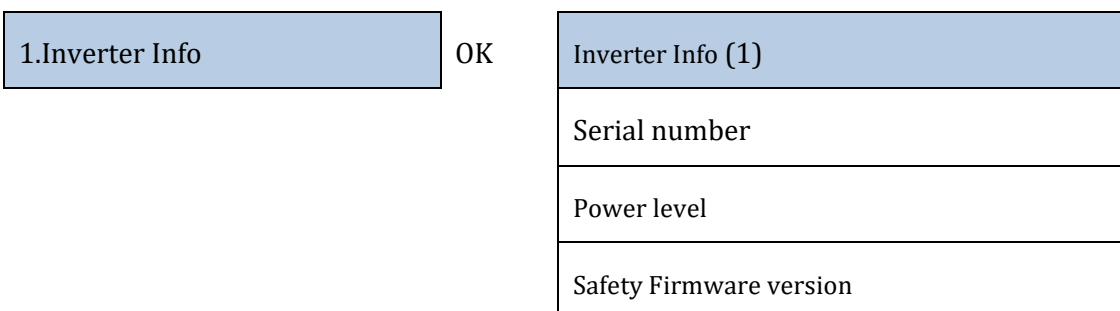 1.Inverter Info
OK
Inverter Info (1)
Serial number
Power level
Safety Firmware version